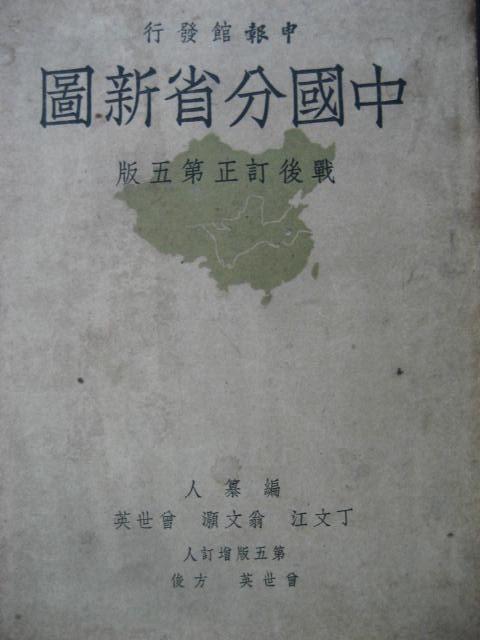 申報館發行
中國分省新圖
戰後訂正第五版
編纂人
丁文江 翁文灝 曾世英
第五版增訂人
曾世英 方俊